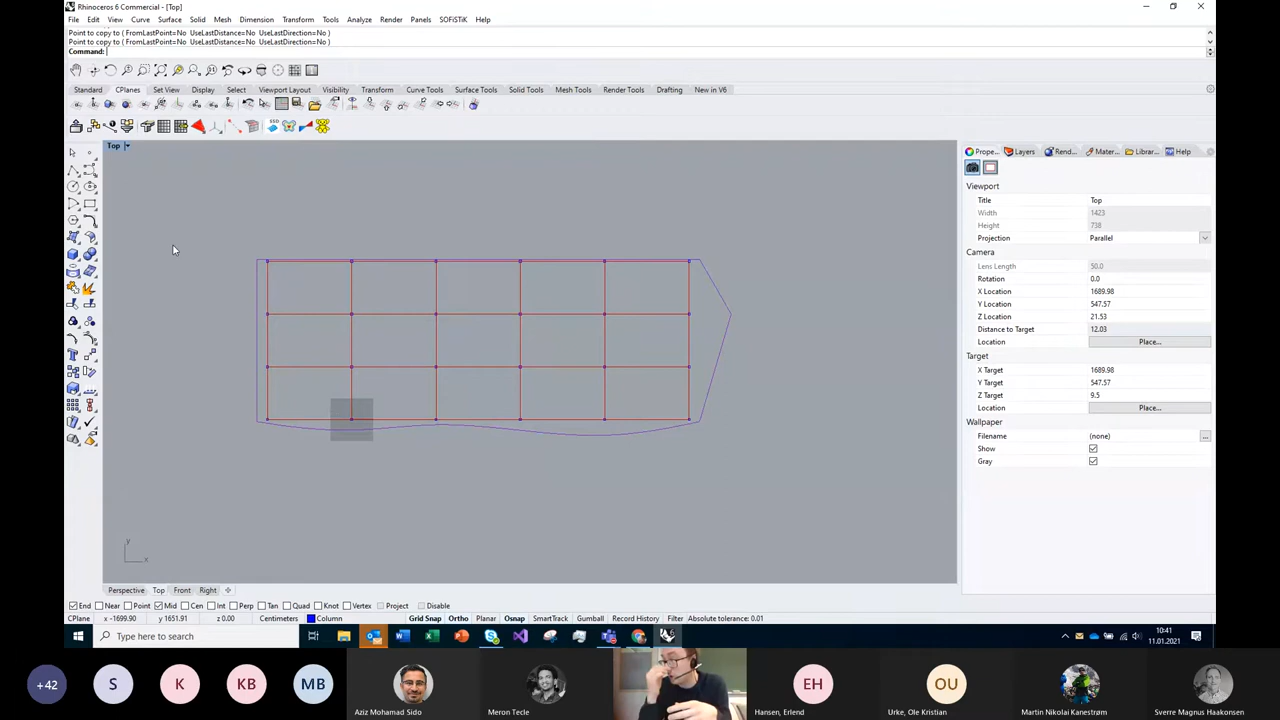 Rhinoceros 6 Commercial - [Top]
File Edit View Curve Surface Solid Mesh Dimension Transform Tools Analyze Render Panels SOFiSTiK Help
Point to copy to ( FromLastPoint=No UseLastDistance=No UseLastDirection=No )
Point to copy to ( FromLastPoint=No UseLastDistance=No UseLastDirection=No )
Command:
Standard CPlanes Set View Display Select Viewport Layout Visibility Transform Curve Tools Surface Tools Solid Tools Mesh Tools Render Tools Drafting New in V6
Top
Prope... Layers Rend... Mater... Librar... Help
Viewport
Title Top
Width 1423
Height 738
Projection Parallel
Camera
Lens Length 50.0
Rotation 0.0
X Location 1689.98
Y Location 547.57
Z Location 21.53
Distance to Target 12.03
Location Place...
Target
X Target 1689.98
Y Target 547.57
Z Target 9.5
Location Place...
Wallpaper
Filename (none) ...
Show
Gray
y
x
Perspective Top Front Right
End Near Point Mid Cen Int Perp Tan Quad Knot Vertex Project Disable
CPlane x -1699.90 y 1651.91 z 0.00 Centimeters Column Grid Snap Ortho Planar Osnap SmartTrack Gumball Record History Filter Absolute tolerance: 0.01
Type here to search
10:41
11.01.2021
+42 S K KB MB EH OU
Aziz Mohamad Sido Meron Tecle Hansen, Erlend Urke, Ole Kristian Martin Nikolai Kanestrøm Sverre Magnus Haakonsen